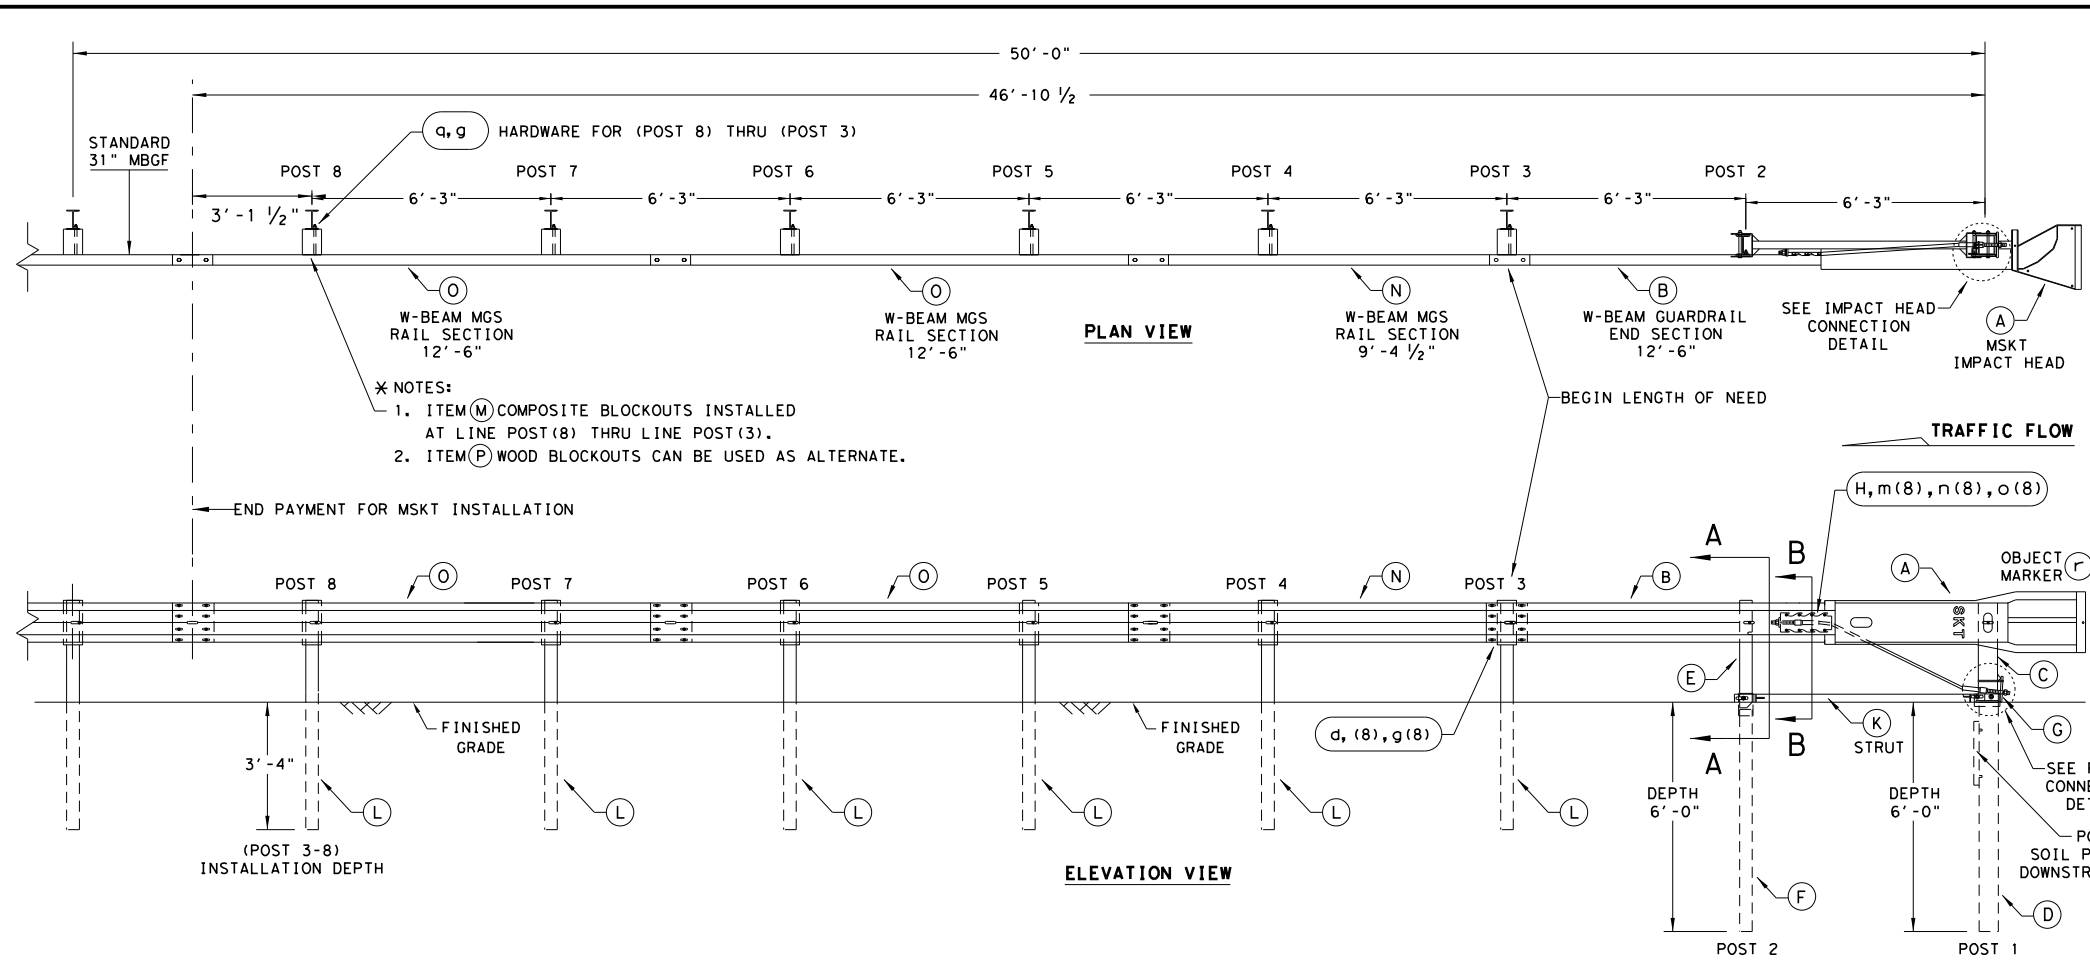 50'-0"
46'-10 ½
STANDARD
31" MBGF
q,g HARDWARE FOR (POST 8) THRU (POST 3)
POST 8 POST 7 POST 6 POST 5 POST 4 POST 3 POST 2
3'-1 ½" 6'-3" 6'-3" 6'-3" 6'-3" 6'-3" 6'-3" 6'-3"
O
W-BEAM MGS
RAIL SECTION
12'-6"
O
W-BEAM MGS
RAIL SECTION
12'-6"
PLAN VIEW
N
W-BEAM MGS
RAIL SECTION
9'-4 ½"
B
W-BEAM GUARDRAIL
END SECTION
12'-6"
SEE IMPACT HEAD
CONNECTION
DETAIL
A
MSKT
IMPACT HEAD
* NOTES:
1. ITEM M COMPOSITE BLOCKOUTS INSTALLED
AT LINE POST(8) THRU LINE POST(3).
2. ITEM P WOOD BLOCKOUTS CAN BE USED AS ALTERNATE.
BEGIN LENGTH OF NEED
TRAFFIC FLOW
END PAYMENT FOR MSKT INSTALLATION
H,m(8),n(8),o(8)
A
B
POST 8 O POST 7 POST 6 O POST 5 POST 4 N POST 3 B
A
OBJECT
MARKER r
SKT
E
C
FINISHED
GRADE
FINISHED
GRADE
d,(8),g(8)
A
B
K
STRUT
G
3'-4"
L L L L L L
(POST 3-8)
INSTALLATION DEPTH
DEPTH
6'-0"
DEPTH
6'-0"
SEE
CONNE
DET
SOIL P
DOWNSTR
ELEVATION VIEW
F
D
POST 2
POST 1